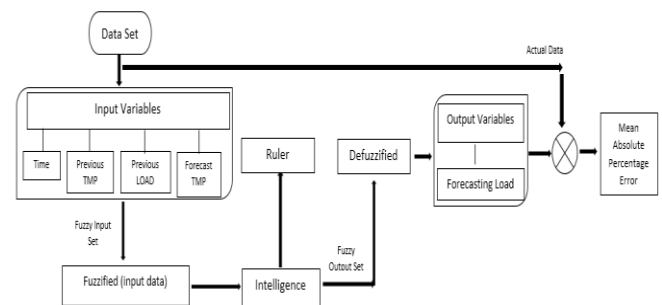 Data Set
Actual Data
Input Variables
Time
Previous
TMP
Previous
LOAD
Forecast
TMP
Ruler
Defuzzified
Output Variables
Forecasting Load
Mean
Absolute
Percentage
Error
Fuzzy Input
Set
Fuzzified (input data)
Intelligence
Fuzzy
Outout Set